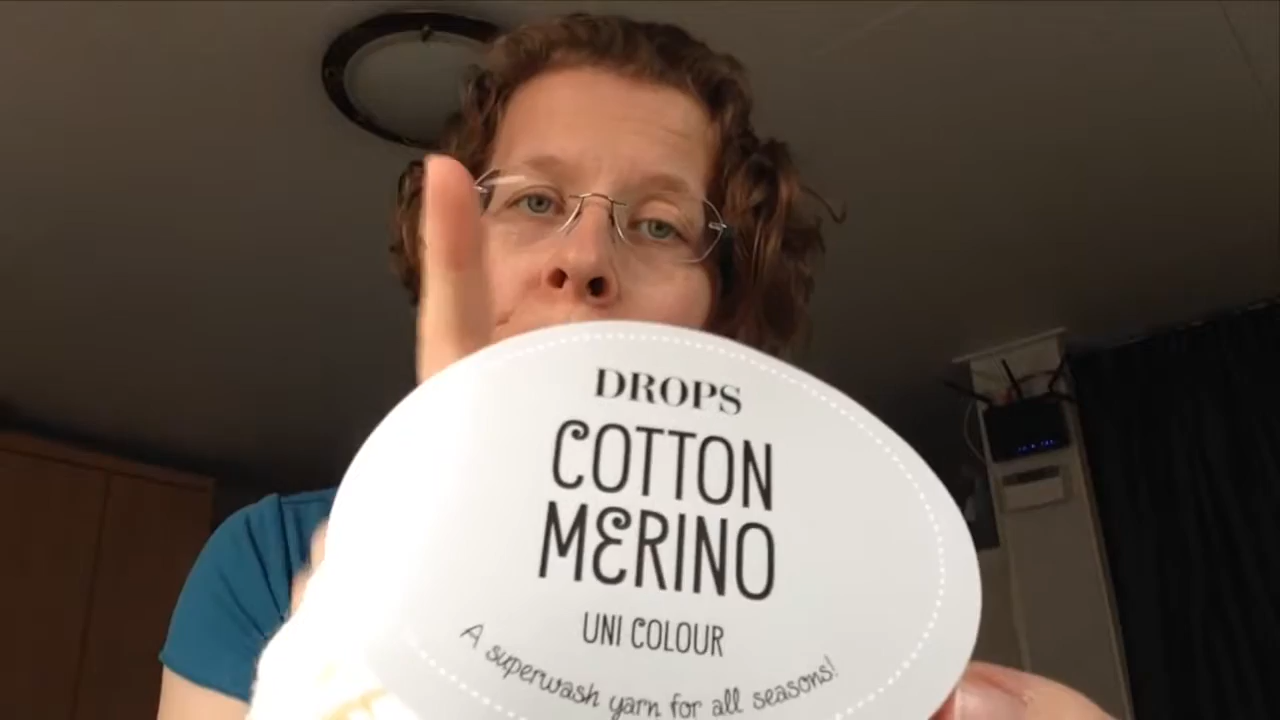 DROPS
COTTON
MERINO
UNI COLOUR
A superwash yarn for all seasons!